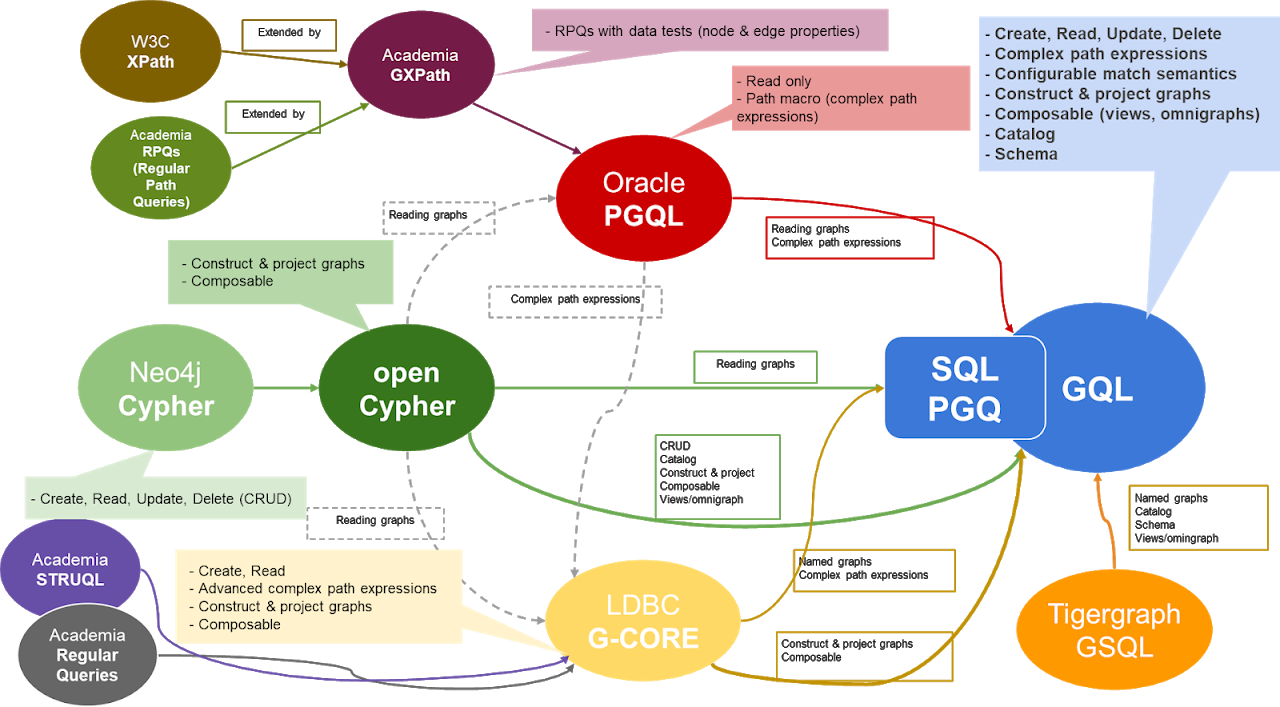 W3C
XPath
Extended by
Academia
GXPath
- RPQs with data tests (node & edge properties)
- Create, Read, Update, Delete
- Complex path expressions
- Configurable match semantics
- Construct & project graphs
- Composable (views, omnigraphs)
- Catalog
- Schema
- Read only
- Path macro (complex path
expressions)
Extended by
Academia
RPQs
(Regular
Path
Queries)
Oracle
PGQL
Reading graphs
Reading graphs
Complex path expressions
- Construct & project graphs
- Composable
Complex path expressions
Neo4j
Cypher
open
Cypher
Reading graphs
SQL
PGQ
GQL
CRUD
Catalog
Construct & project
Composable
Views/omnigraph
- Create, Read, Update, Delete (CRUD)
Reading graphs
Named graphs
Catalog
Schema
Views/omingraph
Academia
STRUQL
- Create, Read
- Advanced complex path expressions
- Construct & project graphs
- Composable
Named graphs
Complex path expressions
LDBC
G-CORE
Academia
Regular
Queries
Construct & project graphs
Composable
Tigergraph
GSQL